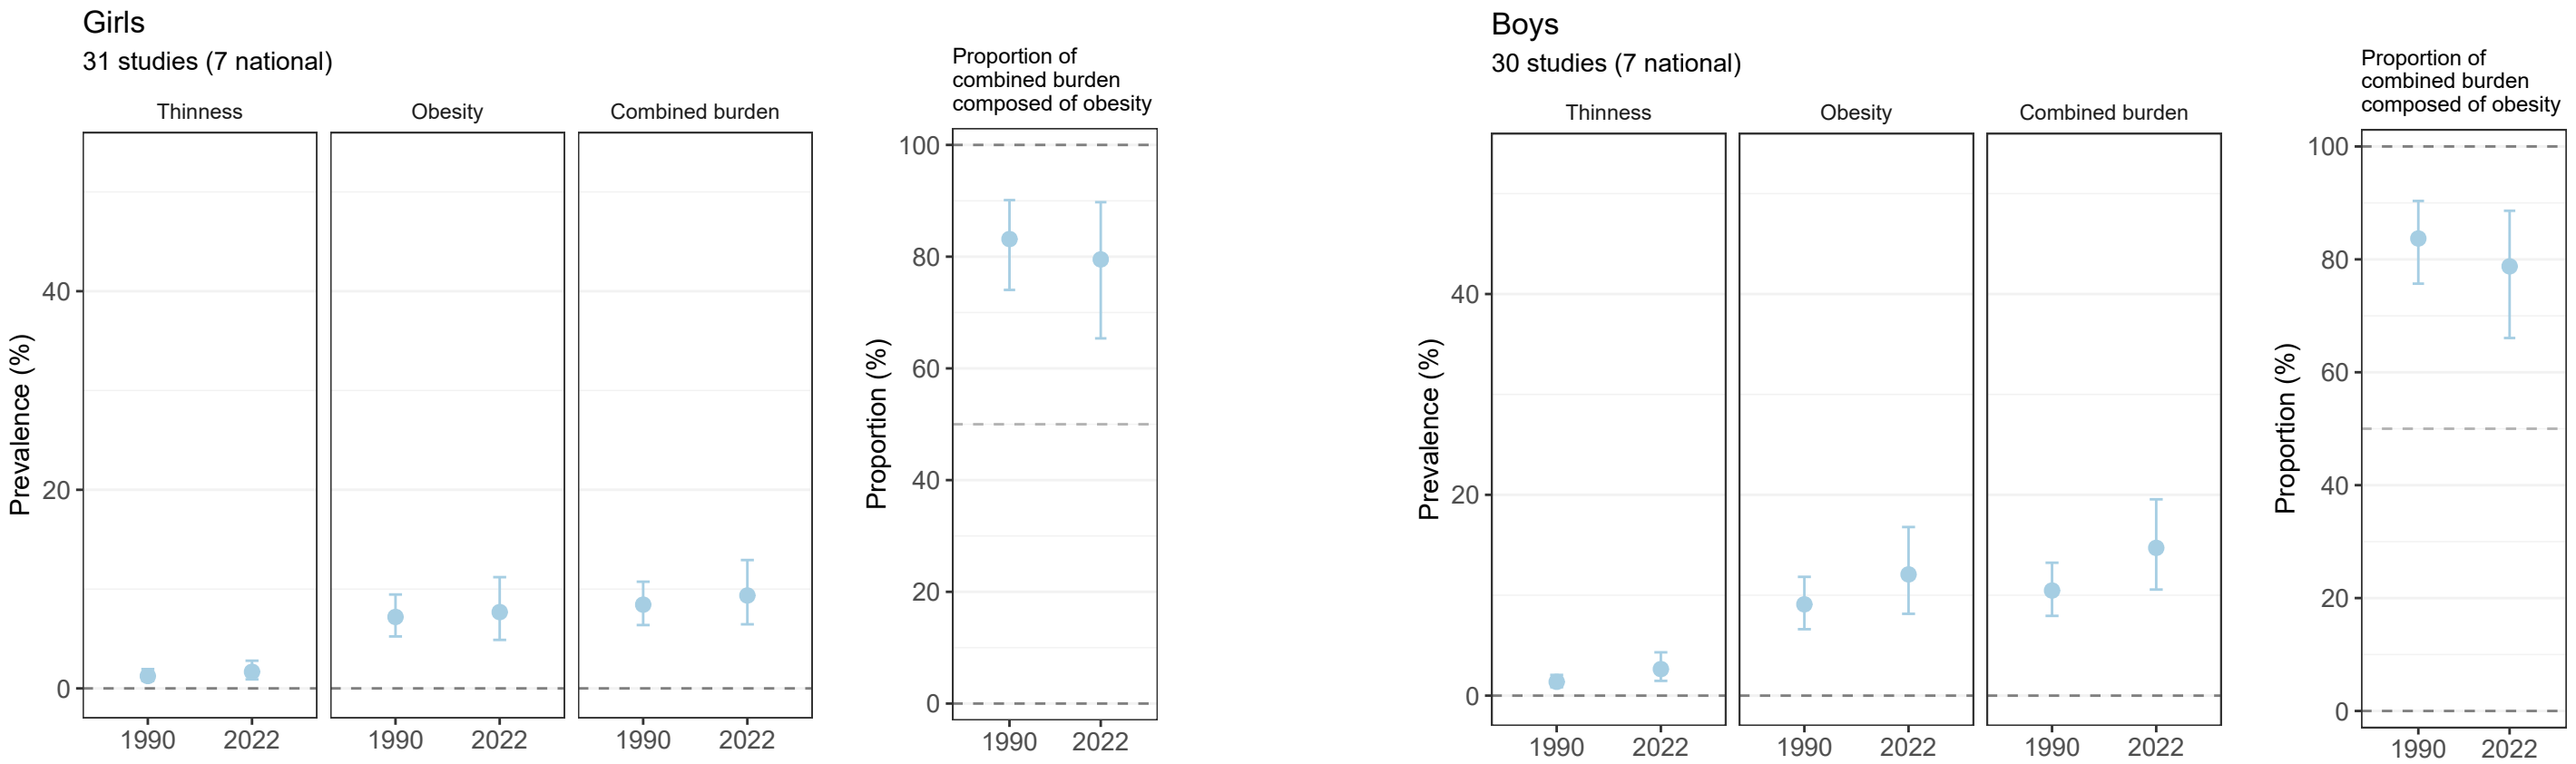 Girls
31 studies (7 national)
Thinness
Obesity
Combined burden
Prevalence (%)
40
20
0
1990
2022
1990
2022
1990
2022
Proportion of
combined burden
composed of obesity
Proportion (%)
100
80
60
40
20
0
1990
2022
Boys
30 studies (7 national)
Thinness
Obesity
Combined burden
Prevalence (%)
40
20
0
1990
2022
1990
2022
1990
2022
Proportion of
combined burden
composed of obesity
Proportion (%)
100
80
60
40
20
0
1990
2022